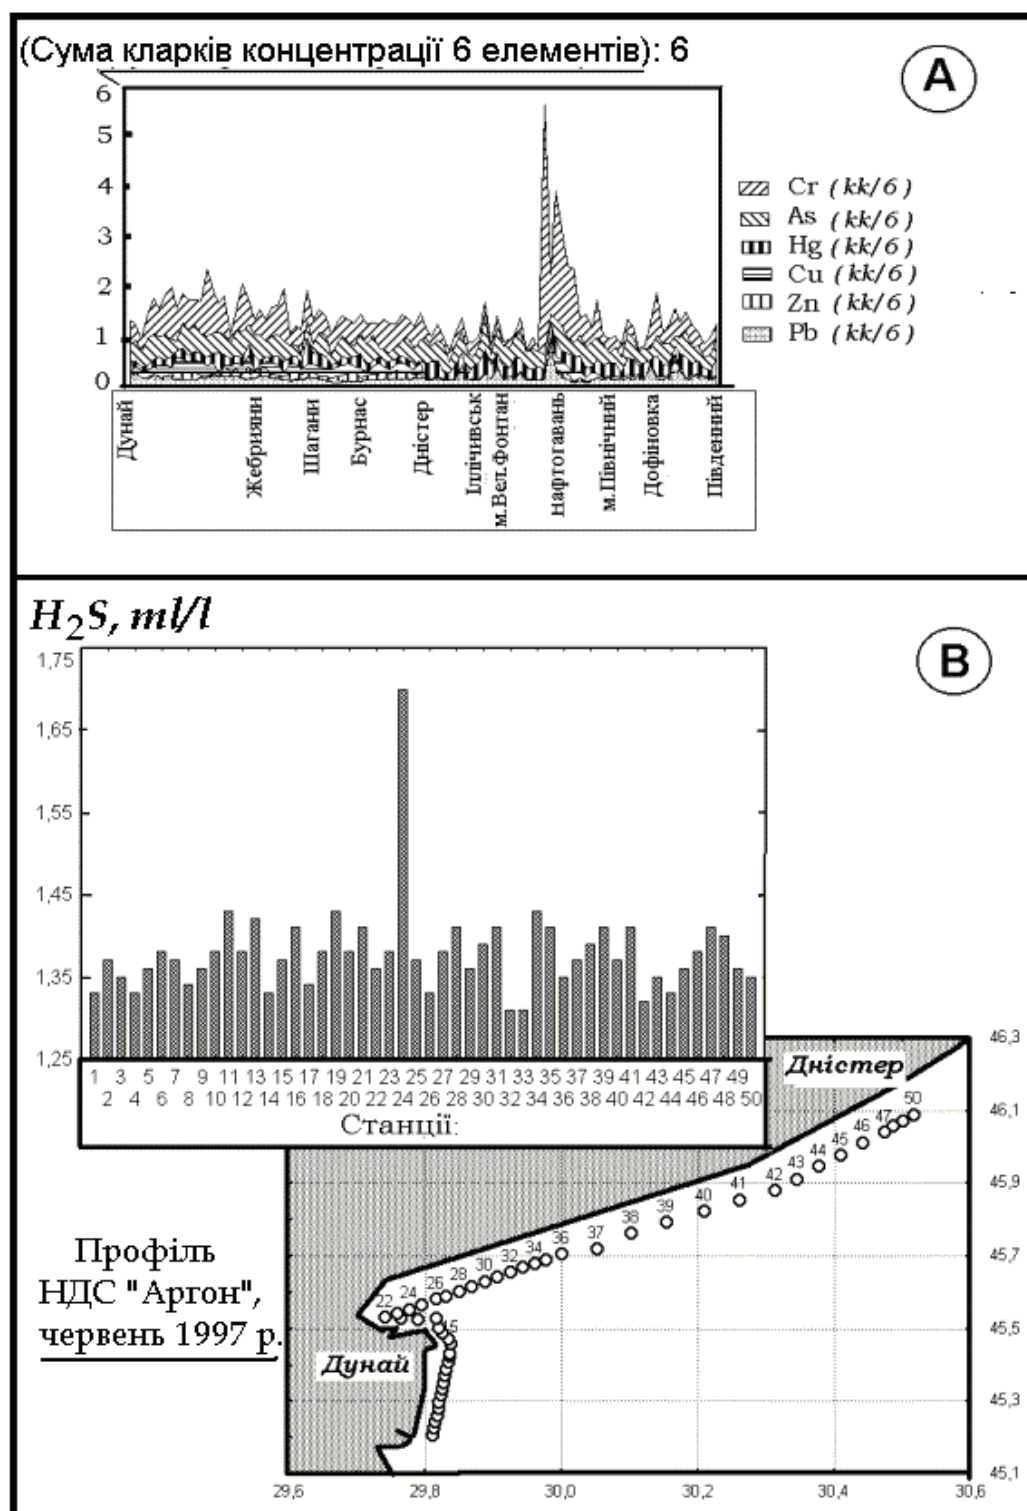 (Сума кларків концентрації 6 елементів): 6
A
6
5
4
3
2
1
0
Cr (kk/6)
As (kk/6)
Hg (kk/6)
Cu (kk/6)
Zn (kk/6)
Pb (kk/6)
Дунай
Жебрияни
Шагани
Бурнас
Дністер
Іллічивськ
м.Вел.Фонтан
нафтогавань
м.Північний
Дофіновка
Південний
H2S, ml/l
B
1,75
1,65
1,55
1,45
1,35
1,25
1 3 5 7 9 11 13 15 17 19 21 23 25 27 29 31 33 35 37 39 41 43 45 47 49
2 4 6 8 10 12 14 16 18 20 22 24 26 28 30 32 34 36 38 40 42 44 46 48 50
Станції:
Дністер
46,3
46,1
45,9
45,7
45,5
45,3
45,1
50
47
46
45
44
43
42
41
40
39
38
37
36
34
32
30
28
26
24
22
Дунай
Профіль
НДС "Аргон",
червень 1997 р.
29,6 29,8 30,0 30,2 30,4 30,6